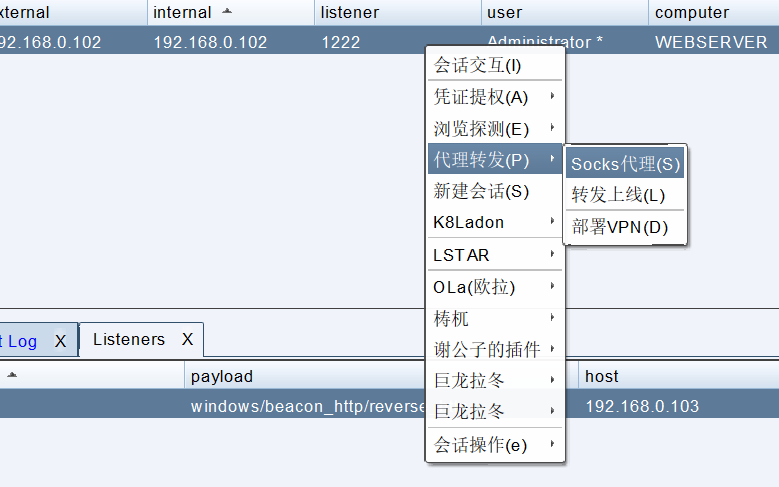 xternal internal listener user computer
92.168.0.102 192.168.0.102 1222 Administrator * WEBSERVER
会话交互(I)
凭证提权(A)
浏览探测(E)
代理转发(P)
Socks代理(S)
转发上线(L)
部署VPN(D)
新建会话(S)
K8Ladon
LSTAR
OLa(欧拉)
梼杌
谢公子的插件
巨龙拉冬
巨龙拉冬
会话操作(e)
t Log X Listeners X
payload host
windows/beacon_http/reverse 192.168.0.103